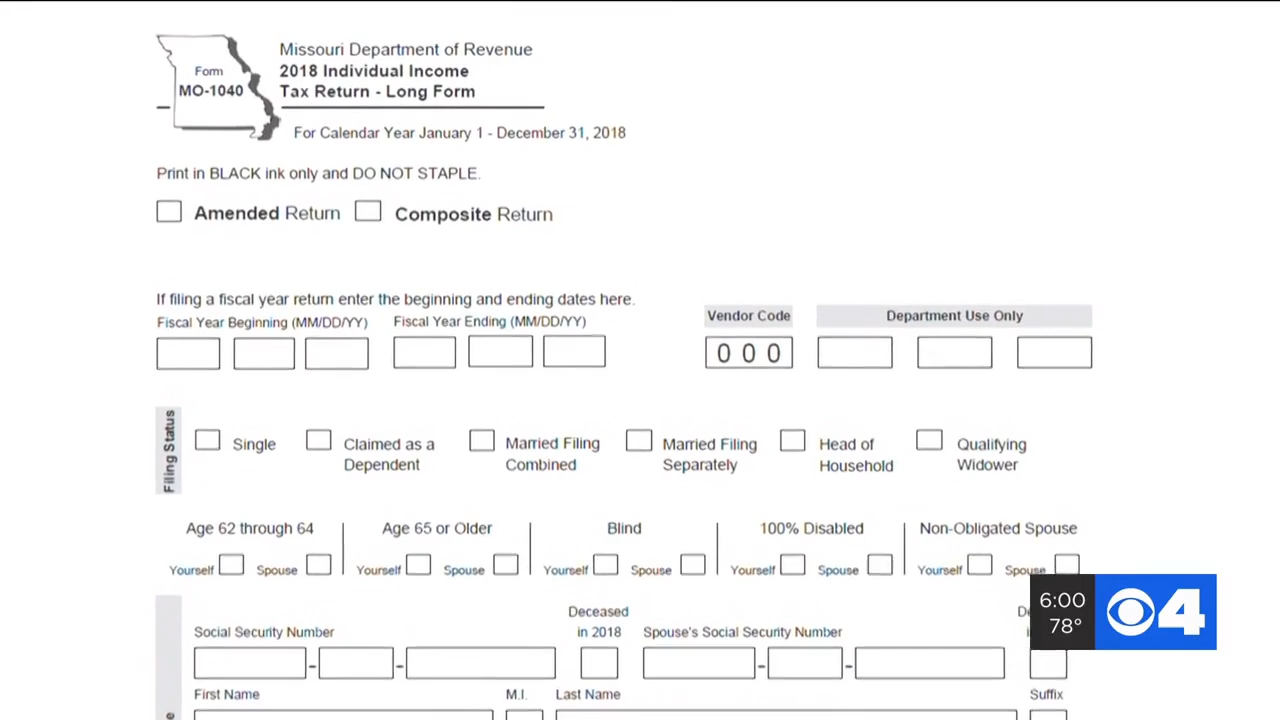 Form
MO-1040
Missouri Department of Revenue
2018 Individual Income
Tax Return - Long Form
For Calendar Year January 1 - December 31, 2018
Print in BLACK ink only and DO NOT STAPLE.
Amended Return Composite Return
If filing a fiscal year return enter the beginning and ending dates here.
Fiscal Year Beginning (MM/DD/YY) Fiscal Year Ending (MM/DD/YY)
Vendor Code Department Use Only
0 0 0
Filing Status
Single Claimed as a Dependent Married Filing Combined Married Filing Separately Head of Household Qualifying Widower
Age 62 through 64 Age 65 or Older Blind 100% Disabled Non-Obligated Spouse
Yourself Spouse Yourself Spouse Yourself Spouse Yourself Spouse Yourself Spouse
Deceased
Social Security Number in 2018 Spouse's Social Security Number
- - - -
First Name M.I. Last Name Suffix
6:00
78°
4